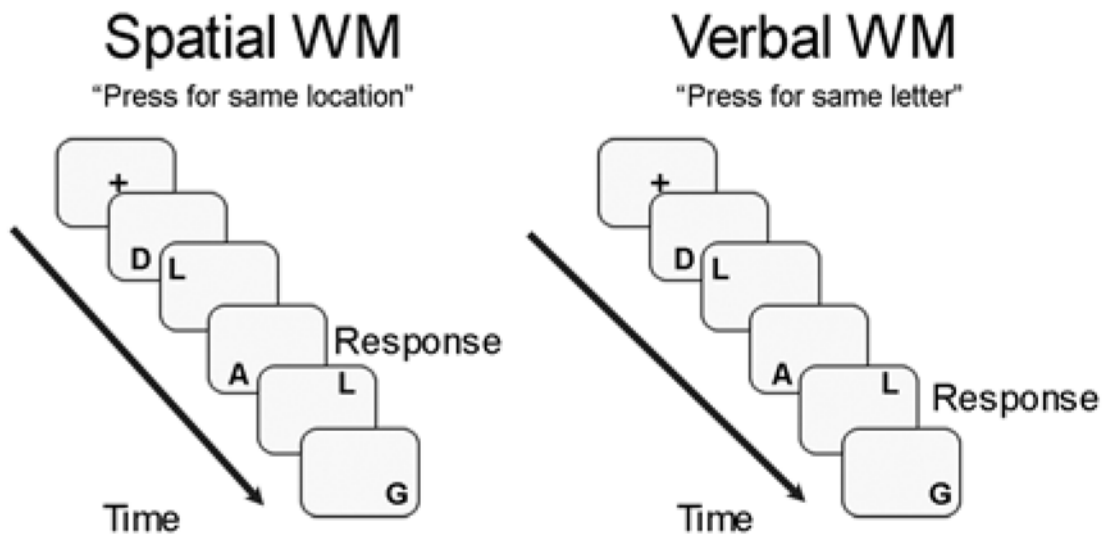 Spatial WM
“Press for same location”
+
D
L
A
Response
L
G
Time
Verbal WM
“Press for same letter”
+
D
L
A
L
Response
G
Time